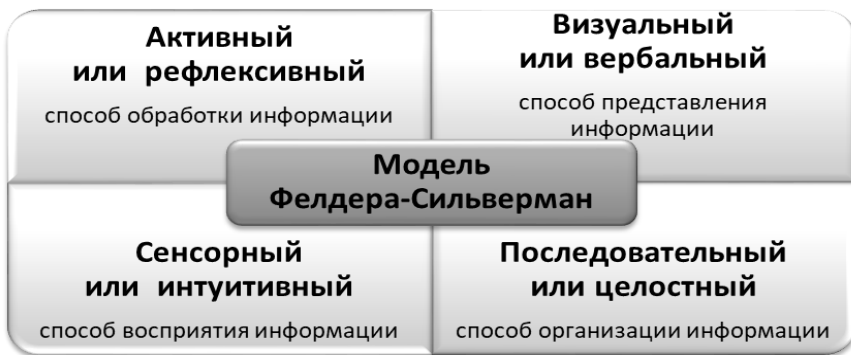 Активный
или рефлексивный
способ обработки информации
Визуальный
или вербальный
способ представления
информации
Модель
Фелдера-Сильверман
Сенсорный
или интуитивный
способ восприятия информации
Последовательный
или целостный
способ организации информации